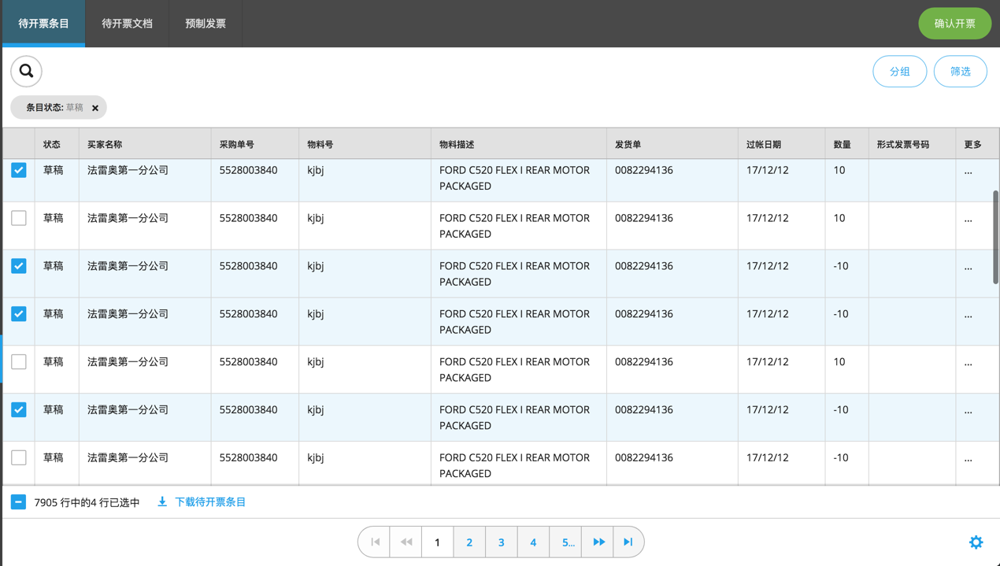 待开票条目 待开票文档 预制发票 确认开票
分组 筛选
条目状态: 草稿
状态 买家名称 采购单号 物料号 物料描述 发货单 过帐日期 数量 形式发票号码 更多
草稿 法雷奥第一分公司 5528003840 kjbj FORD C520 FLEX I REAR MOTOR 0082294136 17/12/12 10 ...
PACKAGED
草稿 法雷奥第一分公司 5528003840 kjbj FORD C520 FLEX I REAR MOTOR 0082294136 17/12/12 10 ...
PACKAGED
草稿 法雷奥第一分公司 5528003840 kjbj FORD C520 FLEX I REAR MOTOR 0082294136 17/12/12 -10 ...
PACKAGED
草稿 法雷奥第一分公司 5528003840 kjbj FORD C520 FLEX I REAR MOTOR 0082294136 17/12/12 -10 ...
PACKAGED
草稿 法雷奥第一分公司 5528003840 kjbj FORD C520 FLEX I REAR MOTOR 0082294136 17/12/12 10 ...
PACKAGED
草稿 法雷奥第一分公司 5528003840 kjbj FORD C520 FLEX I REAR MOTOR 0082294136 17/12/12 -10 ...
PACKAGED
草稿 法雷奥第一分公司 5528003840 kjbj FORD C520 FLEX I REAR MOTOR 0082294136 17/12/12 -10 ...
PACKAGED
7905 行中的4 行已选中 下载待开票条目
1 2 3 4 5...